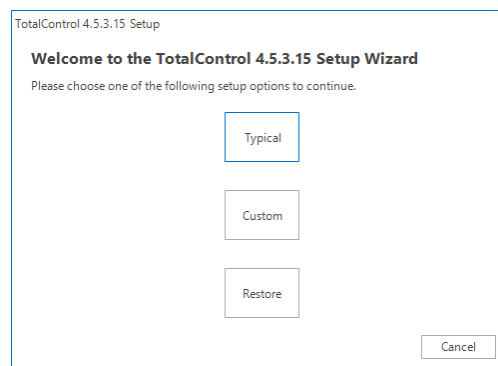 TotalControl 4.5.3.15 Setup
Welcome to the TotalControl 4.5.3.15 Setup Wizard
Please choose one of the following setup options to continue.
Typical
Custom
Restore
Cancel